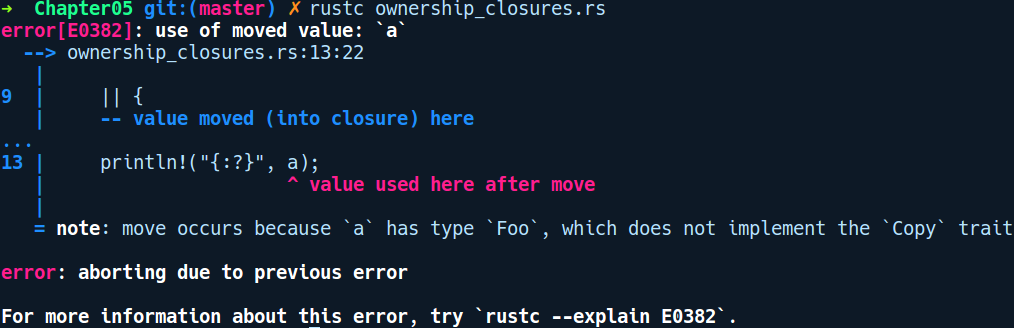 ➜  Chapter05 git:(master) ✗ rustc ownership_closures.rs
error[E0382]: use of moved value: `a`
  --> ownership_closures.rs:13:22
   |
9  |     || {
   |     -- value moved (into closure) here
...
13 |     println!("{:?}", a);
   |                      ^ value used here after move
   |
   = note: move occurs because `a` has type `Foo`, which does not implement the `Copy` trait
error: aborting due to previous error
For more information about this error, try `rustc --explain E0382`.